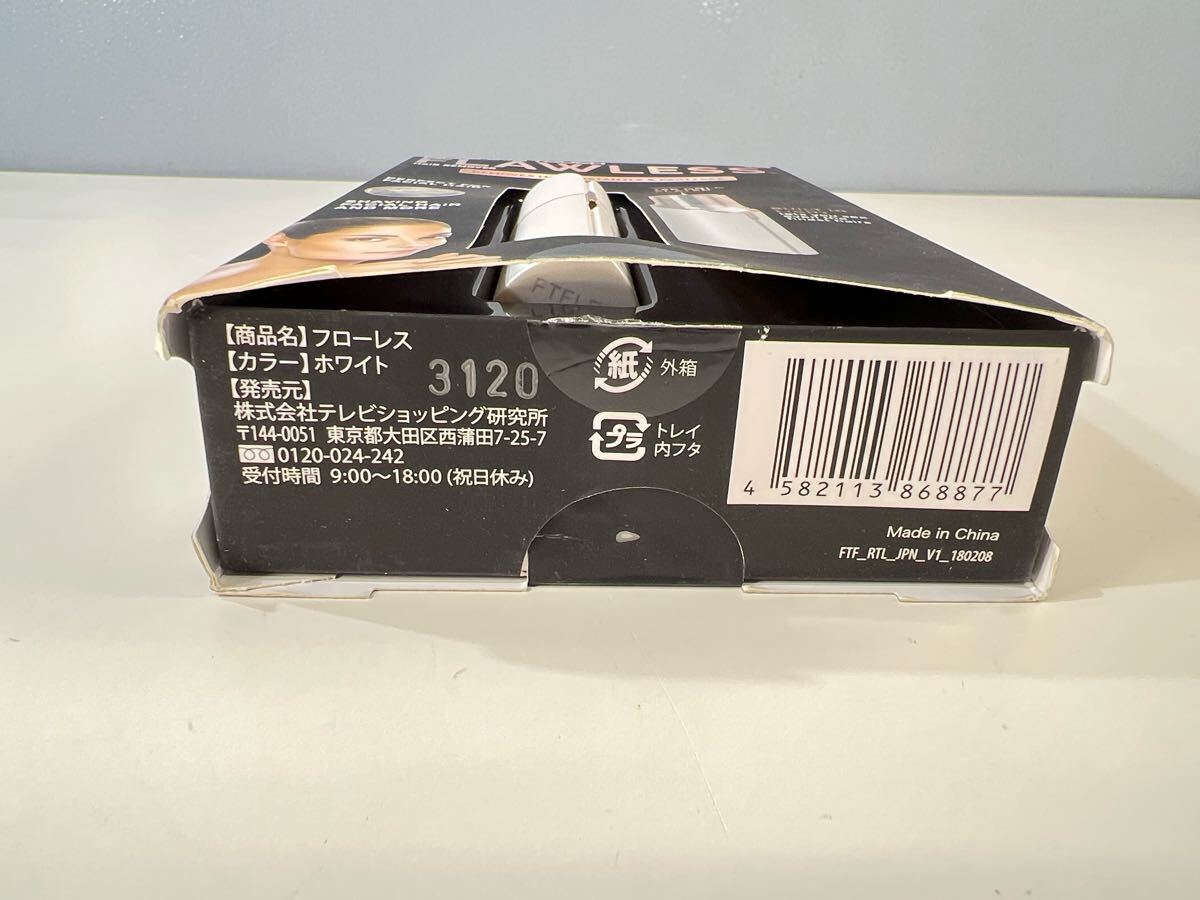 FLAWLESS
SHAVING
AND MORE
FTFLE
【商品名】フローレス
【カラー】ホワイト
3120
【発売元】
株式会社テレビショッピング研究所
〒144-0051 東京都大田区西蒲田7-25-7
0120-024-242
受付時間 9:00～18:00 (祝日休み)
紙 外箱
プラ トレイ
内フタ
4 582113 868877
Made in China
FTF_RTL_JPN_V1_180208